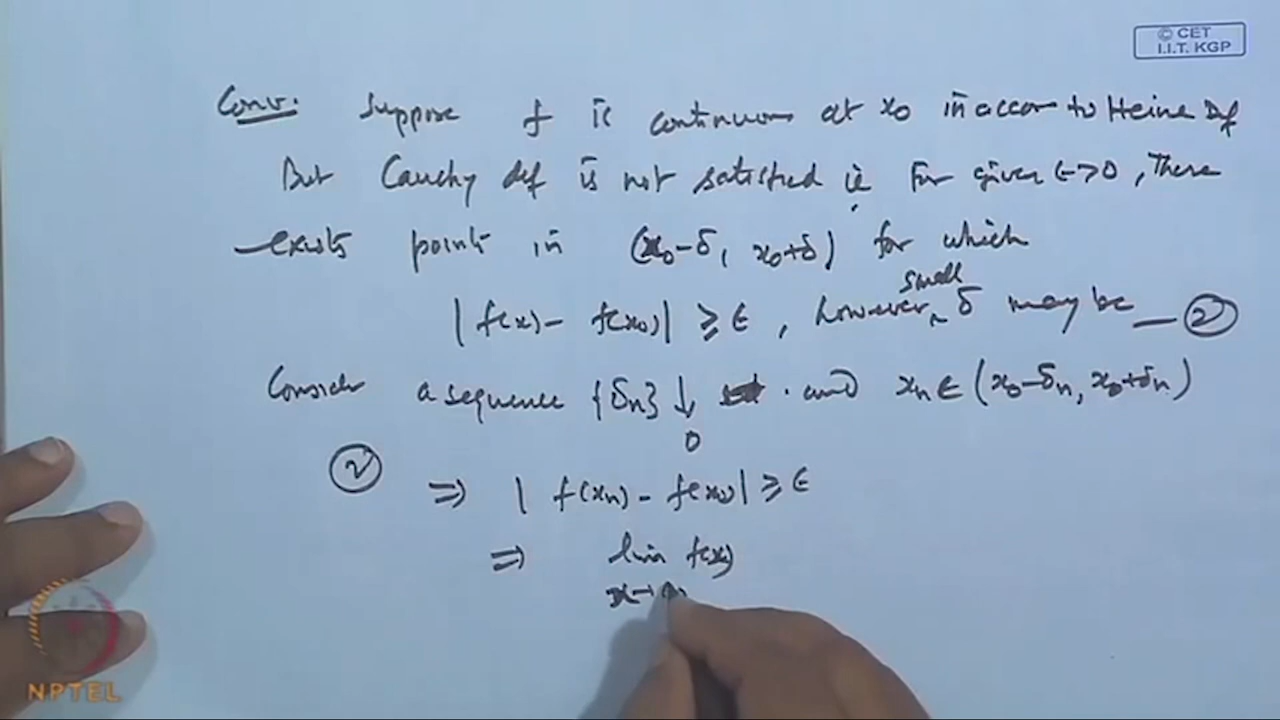 © CET
I.I.T. KGP
Conv: Suppose f is continuous at x₀ in accor to Heine Df
But Cauchy def is not satisfied ie For given ε>0, There
exists points in (x₀-δ, x₀+δ) for which
|f(x) - f(x₀)| ≥ ε, however small δ may be — ②
Consider a sequence {δₙ} ↓ 0 . and xₙ ∈ (x₀-δₙ, x₀+δₙ)
② ⇒ |f(xₙ) - f(x₀)| ≥ ε
⇒ lim f(x)
x→
NPTEL